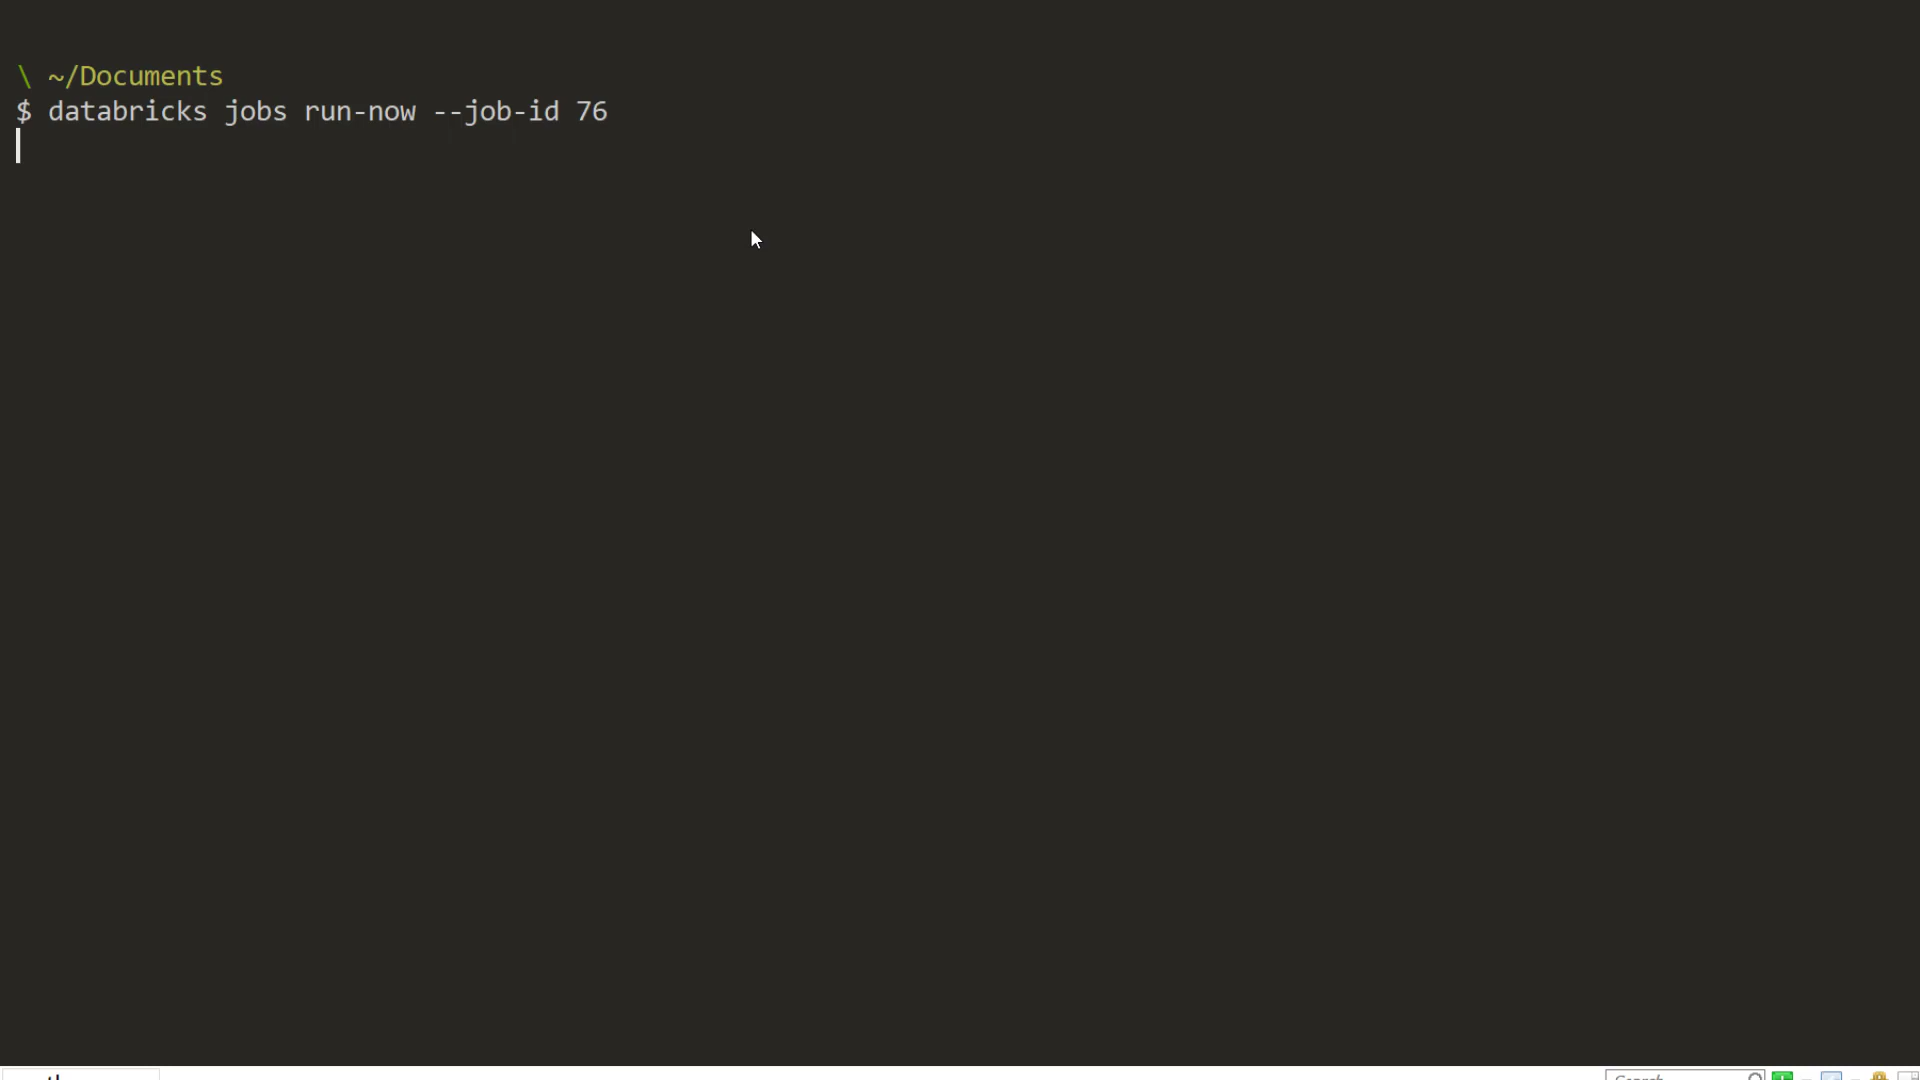 \ ~/Documents
$ databricks jobs run-now --job-id 76